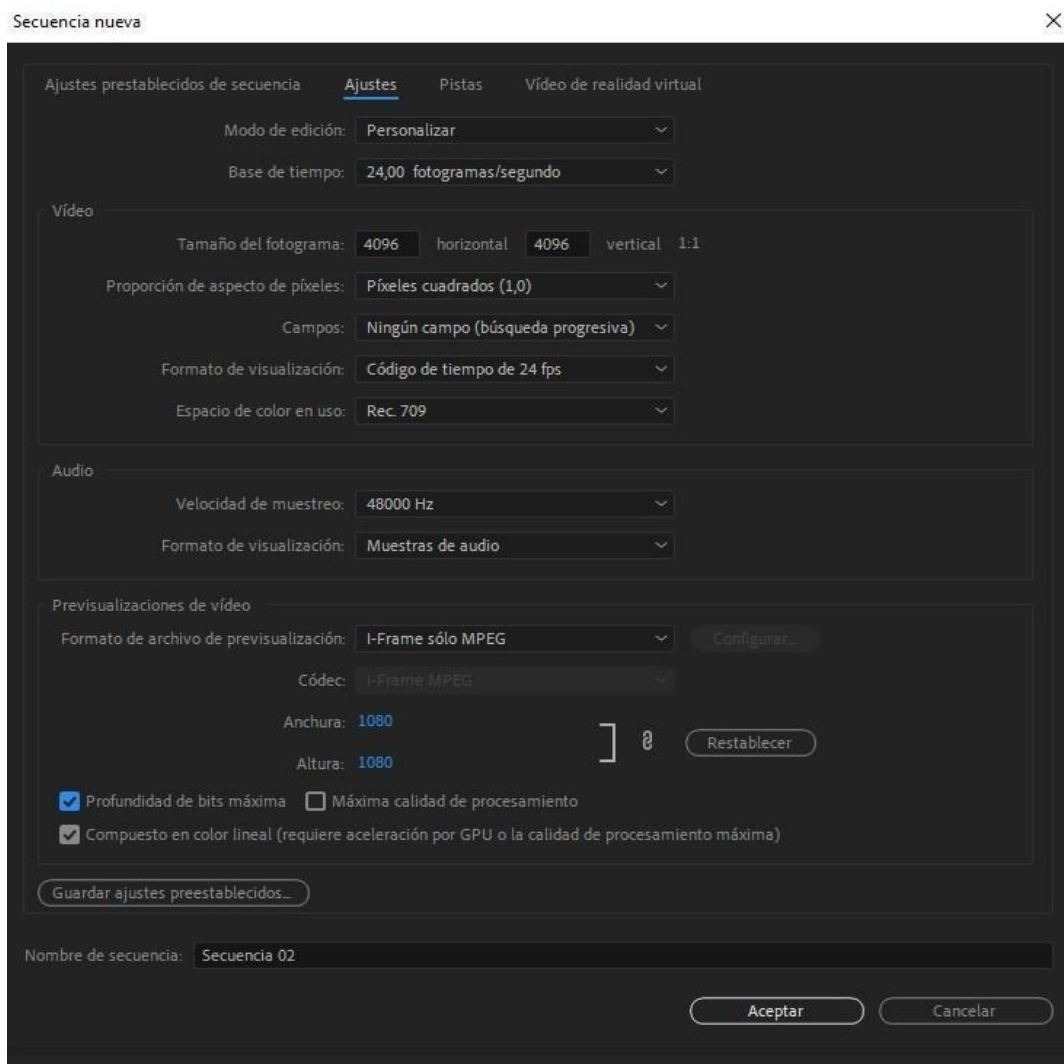 Secuencia nueva
Ajustes prestablecidos de secuencia Ajustes Pistas Vídeo de realidad virtual
Modo de edición: Personalizar
Base de tiempo: 24,00 fotogramas/segundo
Vídeo
Tamaño del fotograma: 4096 horizontal 4096 vertical 1:1
Proporción de aspecto de píxeles: Píxeles cuadrados (1,0)
Campos: Ningún campo (búsqueda progresiva)
Formato de visualización: Código de tiempo de 24 fps
Espacio de color en uso: Rec. 709
Audio
Velocidad de muestreo: 48000 Hz
Formato de visualización: Muestras de audio
Previsualizaciones de vídeo
Formato de archivo de previsualización: I-Frame sólo MPEG Configurar...
Códec: I-Frame MPEG
Anchura: 1080
Altura: 1080
Restablecer
Profundidad de bits máxima Máxima calidad de procesamiento
Compuesto en color lineal (requiere aceleración por GPU o la calidad de procesamiento máxima)
Guardar ajustes preestablecidos...
Nombre de secuencia: Secuencia 02
Aceptar Cancelar